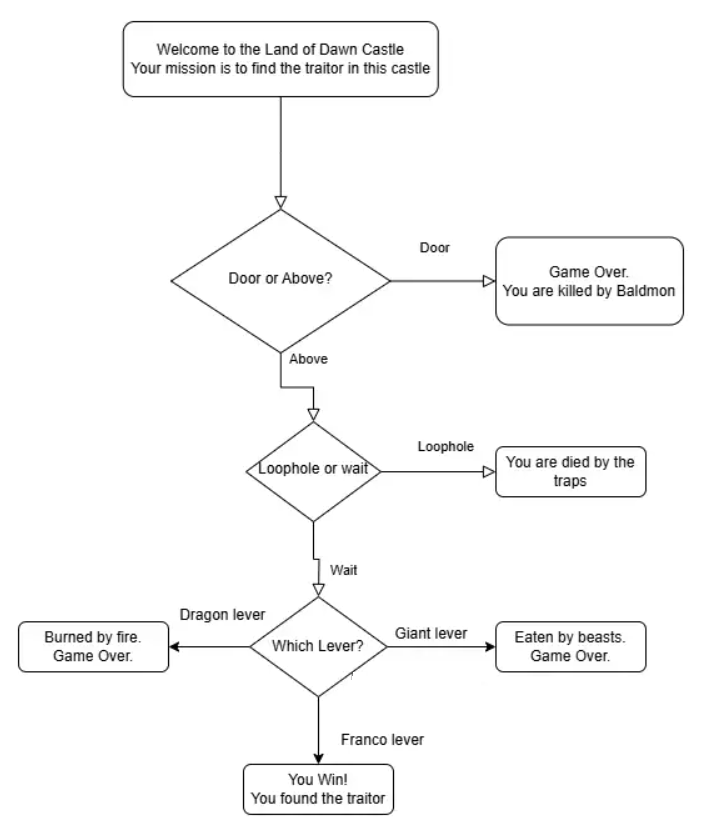 Welcome to the Land of Dawn Castle
Your mission is to find the traitor in this castle
Door or Above?
Door
Game Over.
You are killed by Baldmon
Above
Loophole or wait
Loophole
You are died by the
traps
Wait
Dragon lever
Burned by fire.
Game Over.
Which Lever?
Giant lever
Eaten by beasts.
Game Over.
Franco lever
You Win!
You found the traitor